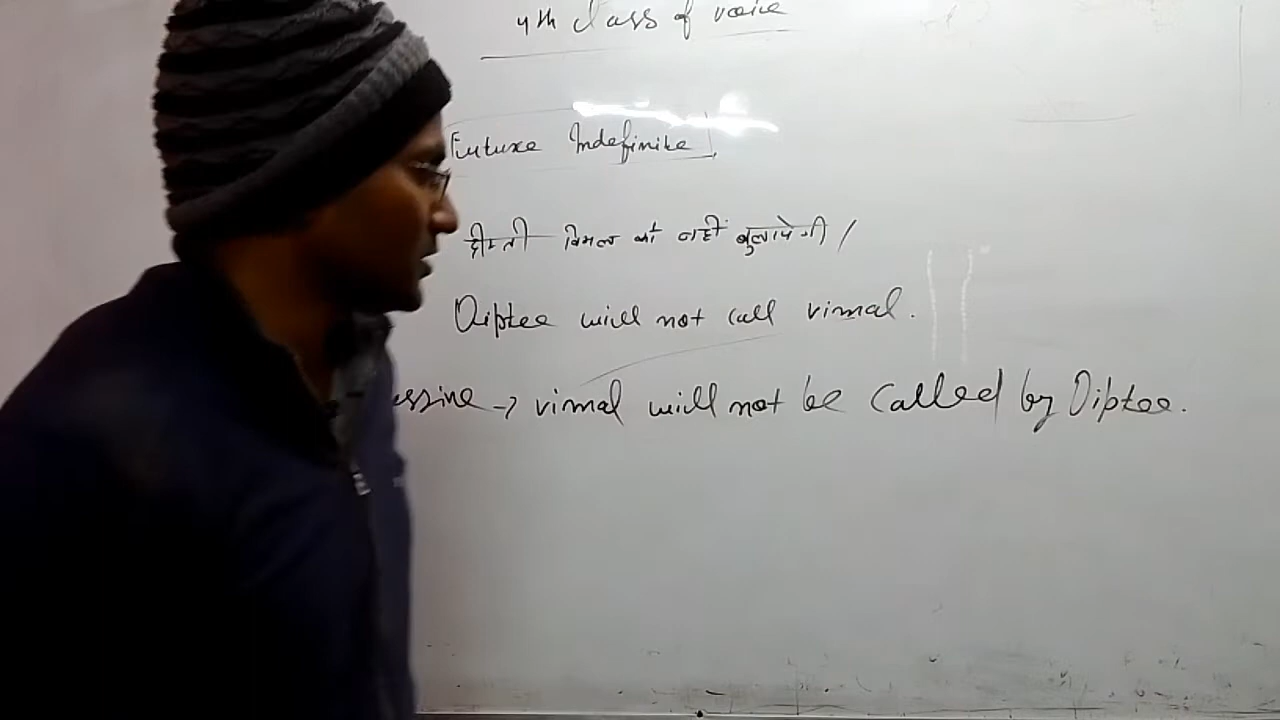 4th class of voice
Future Indefinite
दीप्ती विमल को नहीं बुलायेगी /
Diptee will not call vimal.
essive → vimal will not be called by Diptee.